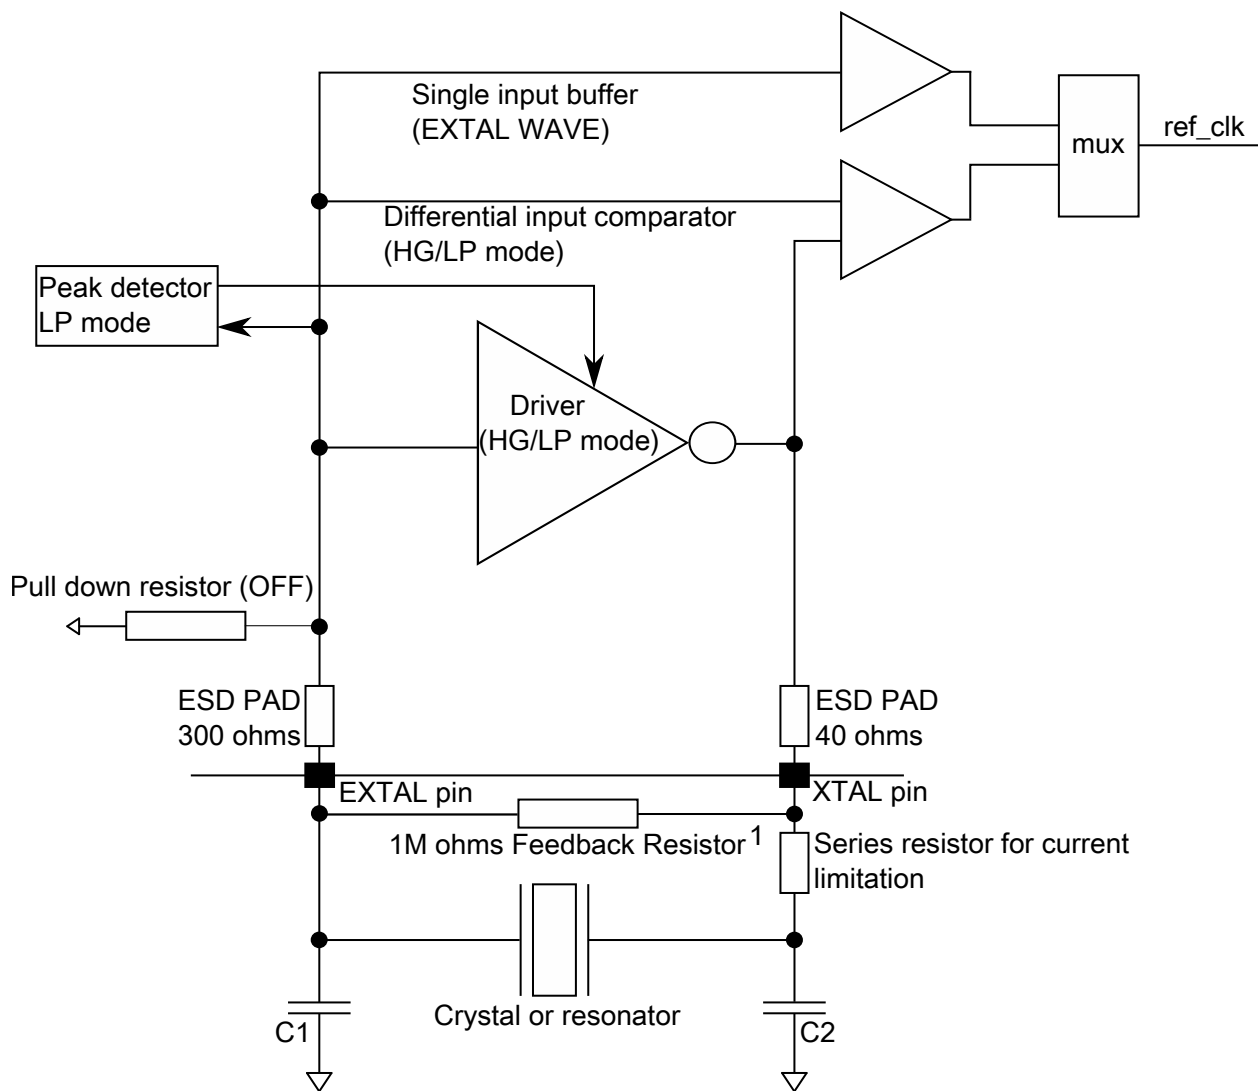 Single input buffer
(EXTAL WAVE)
mux
ref_clk
Differential input comparator
(HG/LP mode)
Peak detector
LP mode
Driver
(HG/LP mode)
Pull down resistor (OFF)
ESD PAD
300 ohms
ESD PAD
40 ohms
EXTAL pin
XTAL pin
1M ohms Feedback Resistor 1
Series resistor for current
limitation
Crystal or resonator
C1
C2